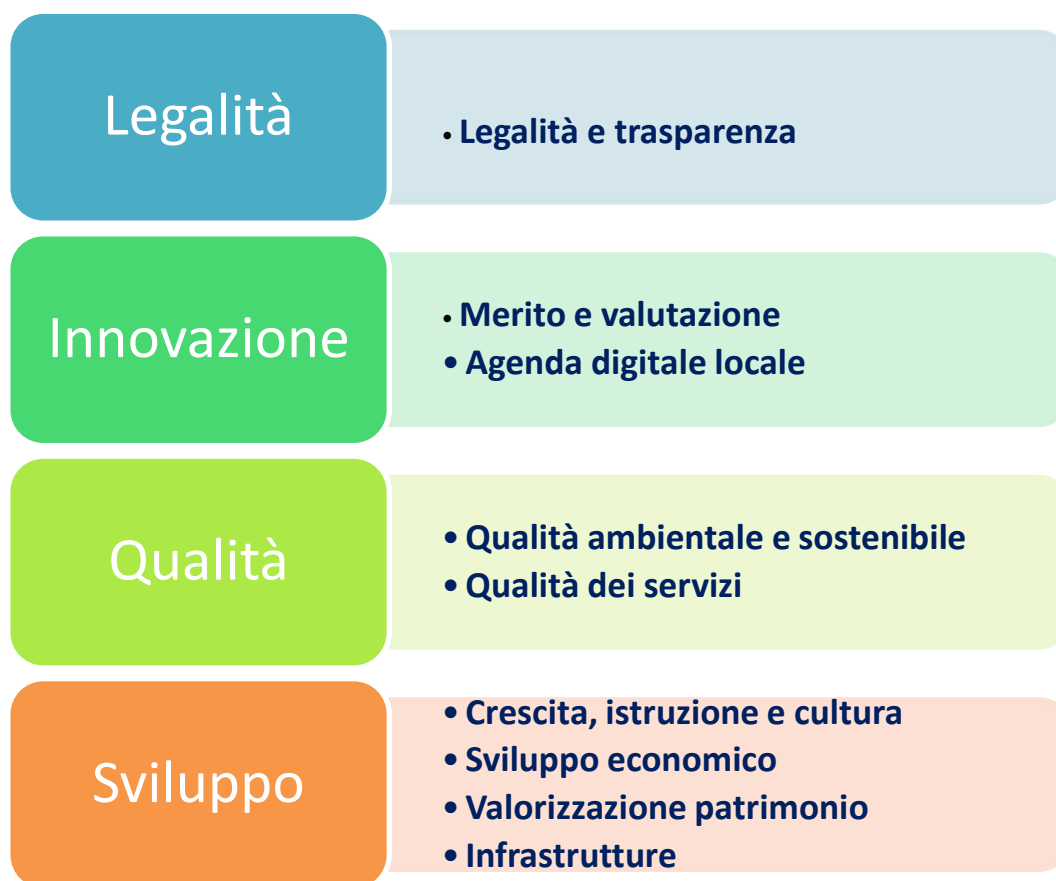 Legalità
• Legalità e trasparenza
Innovazione
• Merito e valutazione
• Agenda digitale locale
Qualità
• Qualità ambientale e sostenibile
• Qualità dei servizi
Sviluppo
• Crescita, istruzione e cultura
• Sviluppo economico
• Valorizzazione patrimonio
• Infrastrutture